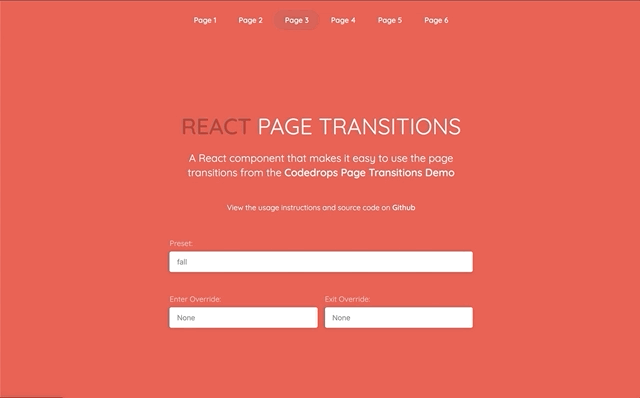 Page 1 Page 2 Page 3 Page 4 Page 5 Page 6
REACT PAGE TRANSITIONS
A React component that makes it easy to use the page
transitions from the Codedrops Page Transitions Demo
View the usage instructions and source code on Github
Preset:
fall
Enter Override: Exit Override:
None None